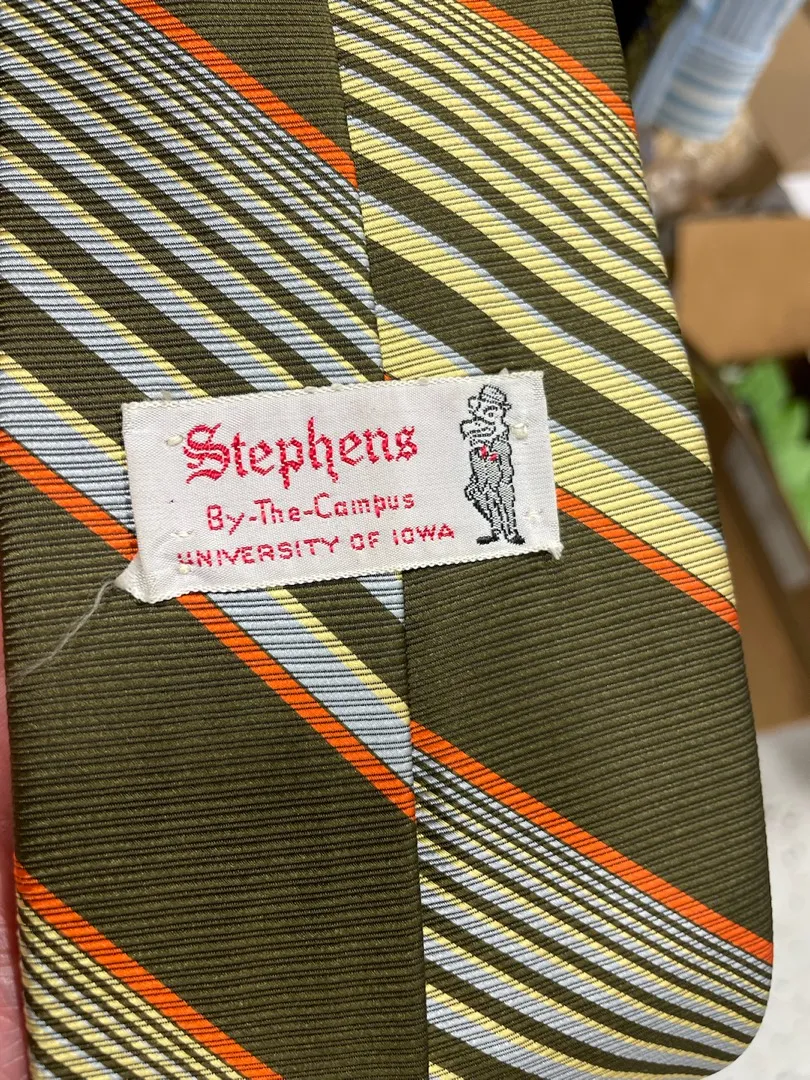 Stephens
By-The-Campus
UNIVERSITY OF IOWA